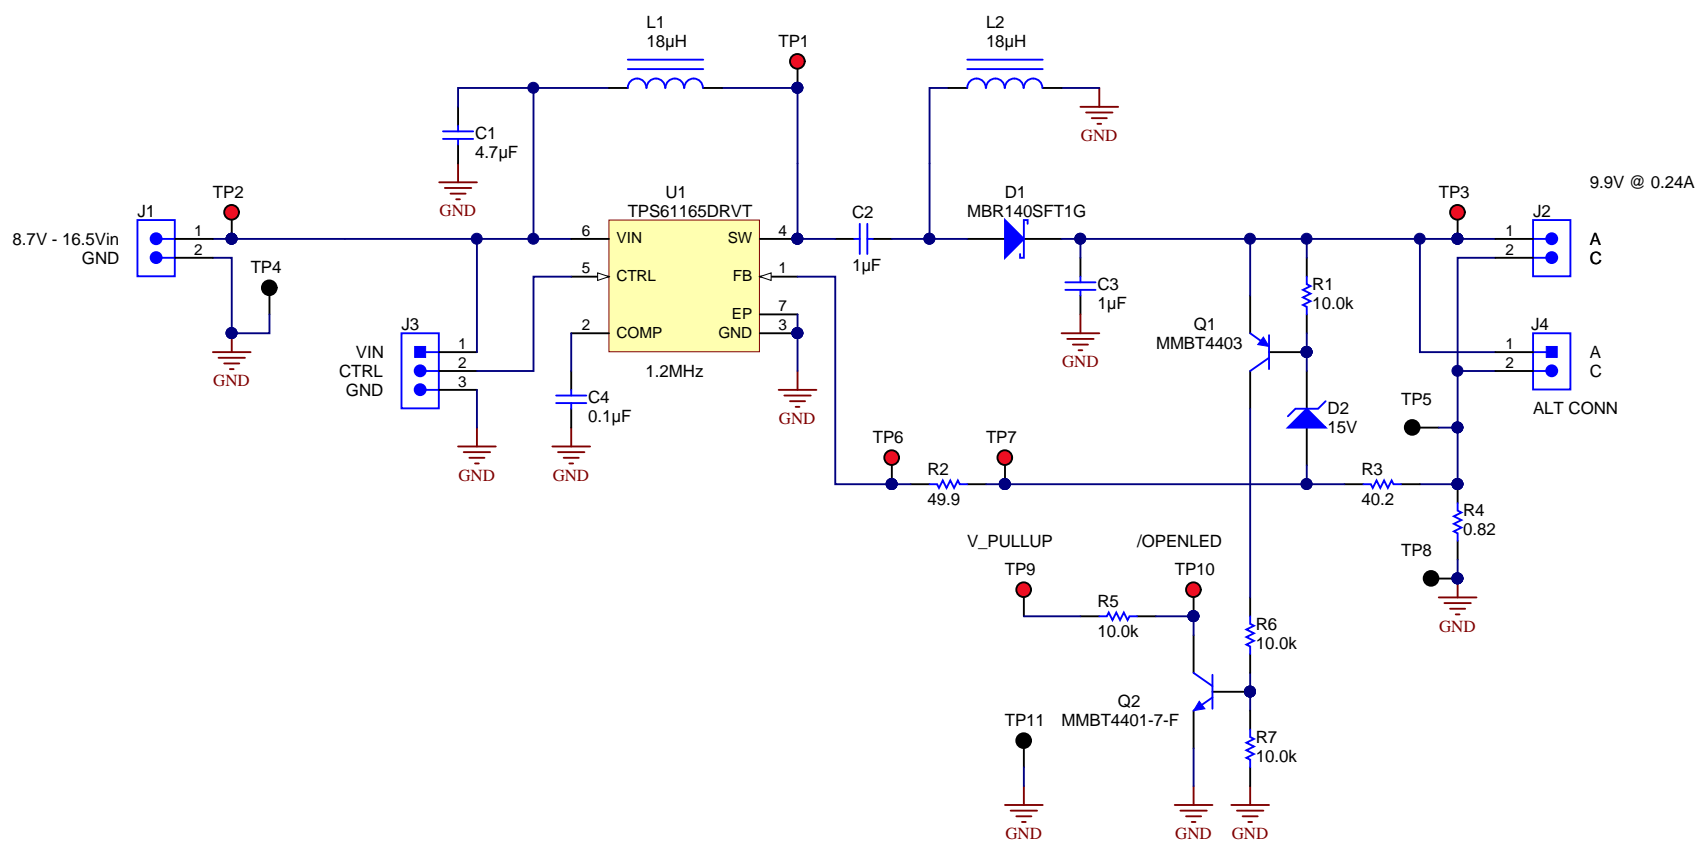 L1
18µH
TP1
L2
18µH
GND
C1
4.7µF
GND
TP2
J1
8.7V - 16.5Vin
GND
1
2
TP4
GND
U1
TPS61165DRVT
6
VIN
SW
4
5
CTRL
FB
1
EP
7
2
COMP
GND
3
1.2MHz
C2
1µF
D1
MBR140SFT1G
TP3
9.9V @ 0.24A
J2
1
A
2
C
C3
1µF
GND
R1
10.0k
Q1
MMBT4403
J3
VIN
1
CTRL
2
GND
3
GND
C4
0.1µF
GND
GND
J4
1
A
2
C
ALT CONN
D2
15V
TP5
TP6
R2
49.9
TP7
R3
40.2
R4
0.82
TP8
GND
V_PULLUP
TP9
/OPENLED
TP10
R5
10.0k
R6
10.0k
Q2
MMBT4401-7-F
TP11
R7
10.0k
GND
GND
GND